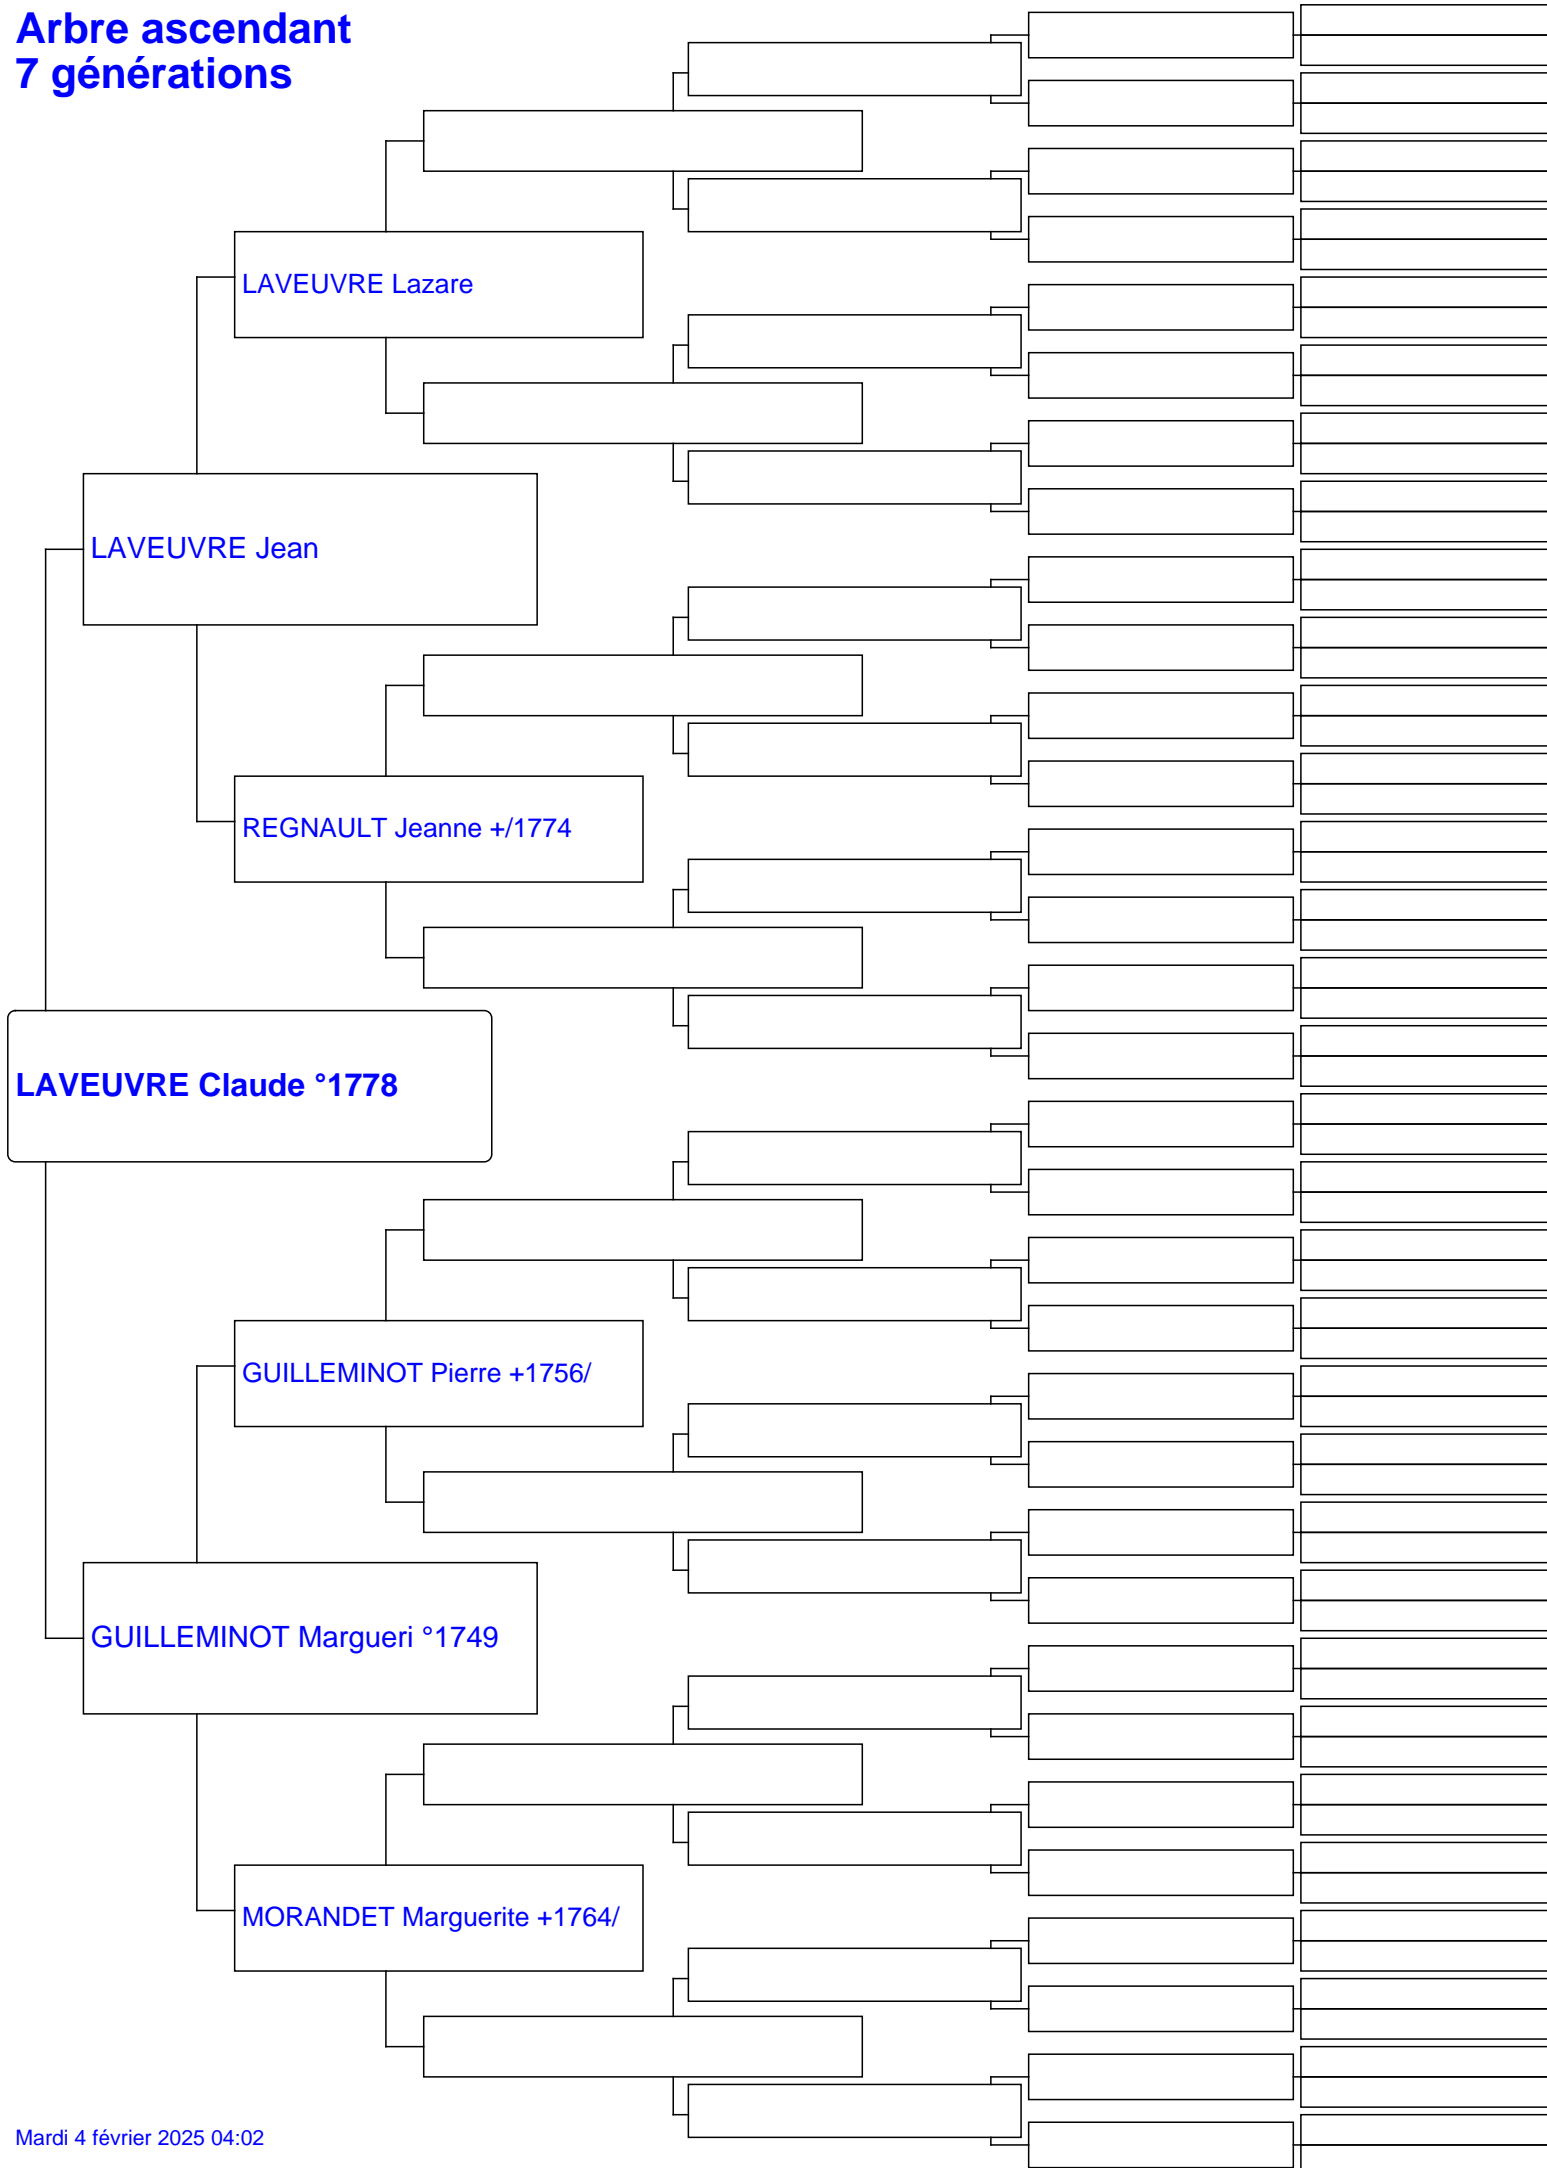 Arbre ascendant
7 générations
LAVEUVRE Lazare
LAVEUVRE Jean
REGNAULT Jeanne +/1774
LAVEUVRE Claude °1778
GUILLEMINOT Pierre +1756/
GUILLEMINOT Margueri °1749
MORANDET Marguerite +1764/
Mardi 4 février 2025 04:02